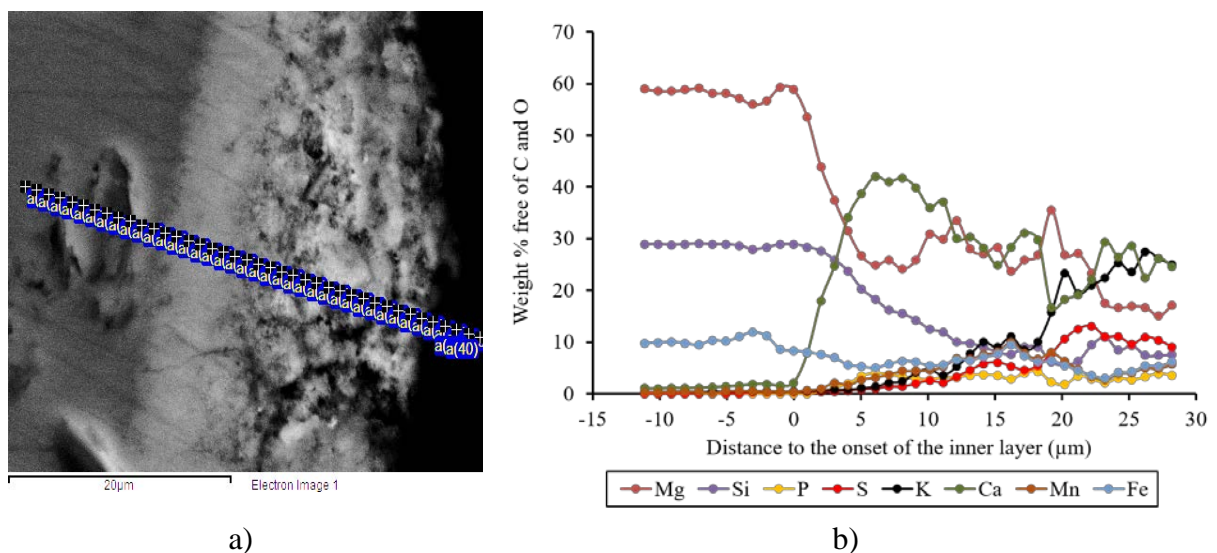 a(a(a(a(a(a(a(a(a(a(a(a(a(a(a(a(a(a(a(a(a(a(a(a(a(a(a(a(a(a(a(a(a(a(
a(a(40)
20µm Electron Image 1
a)
70
60
50
40
30
20
10
0
Weight % free of C and O
-15 -10 -5 0 5 10 15 20 25 30
Distance to the onset of the inner layer (µm)
Mg Si P S K Ca Mn Fe
b)